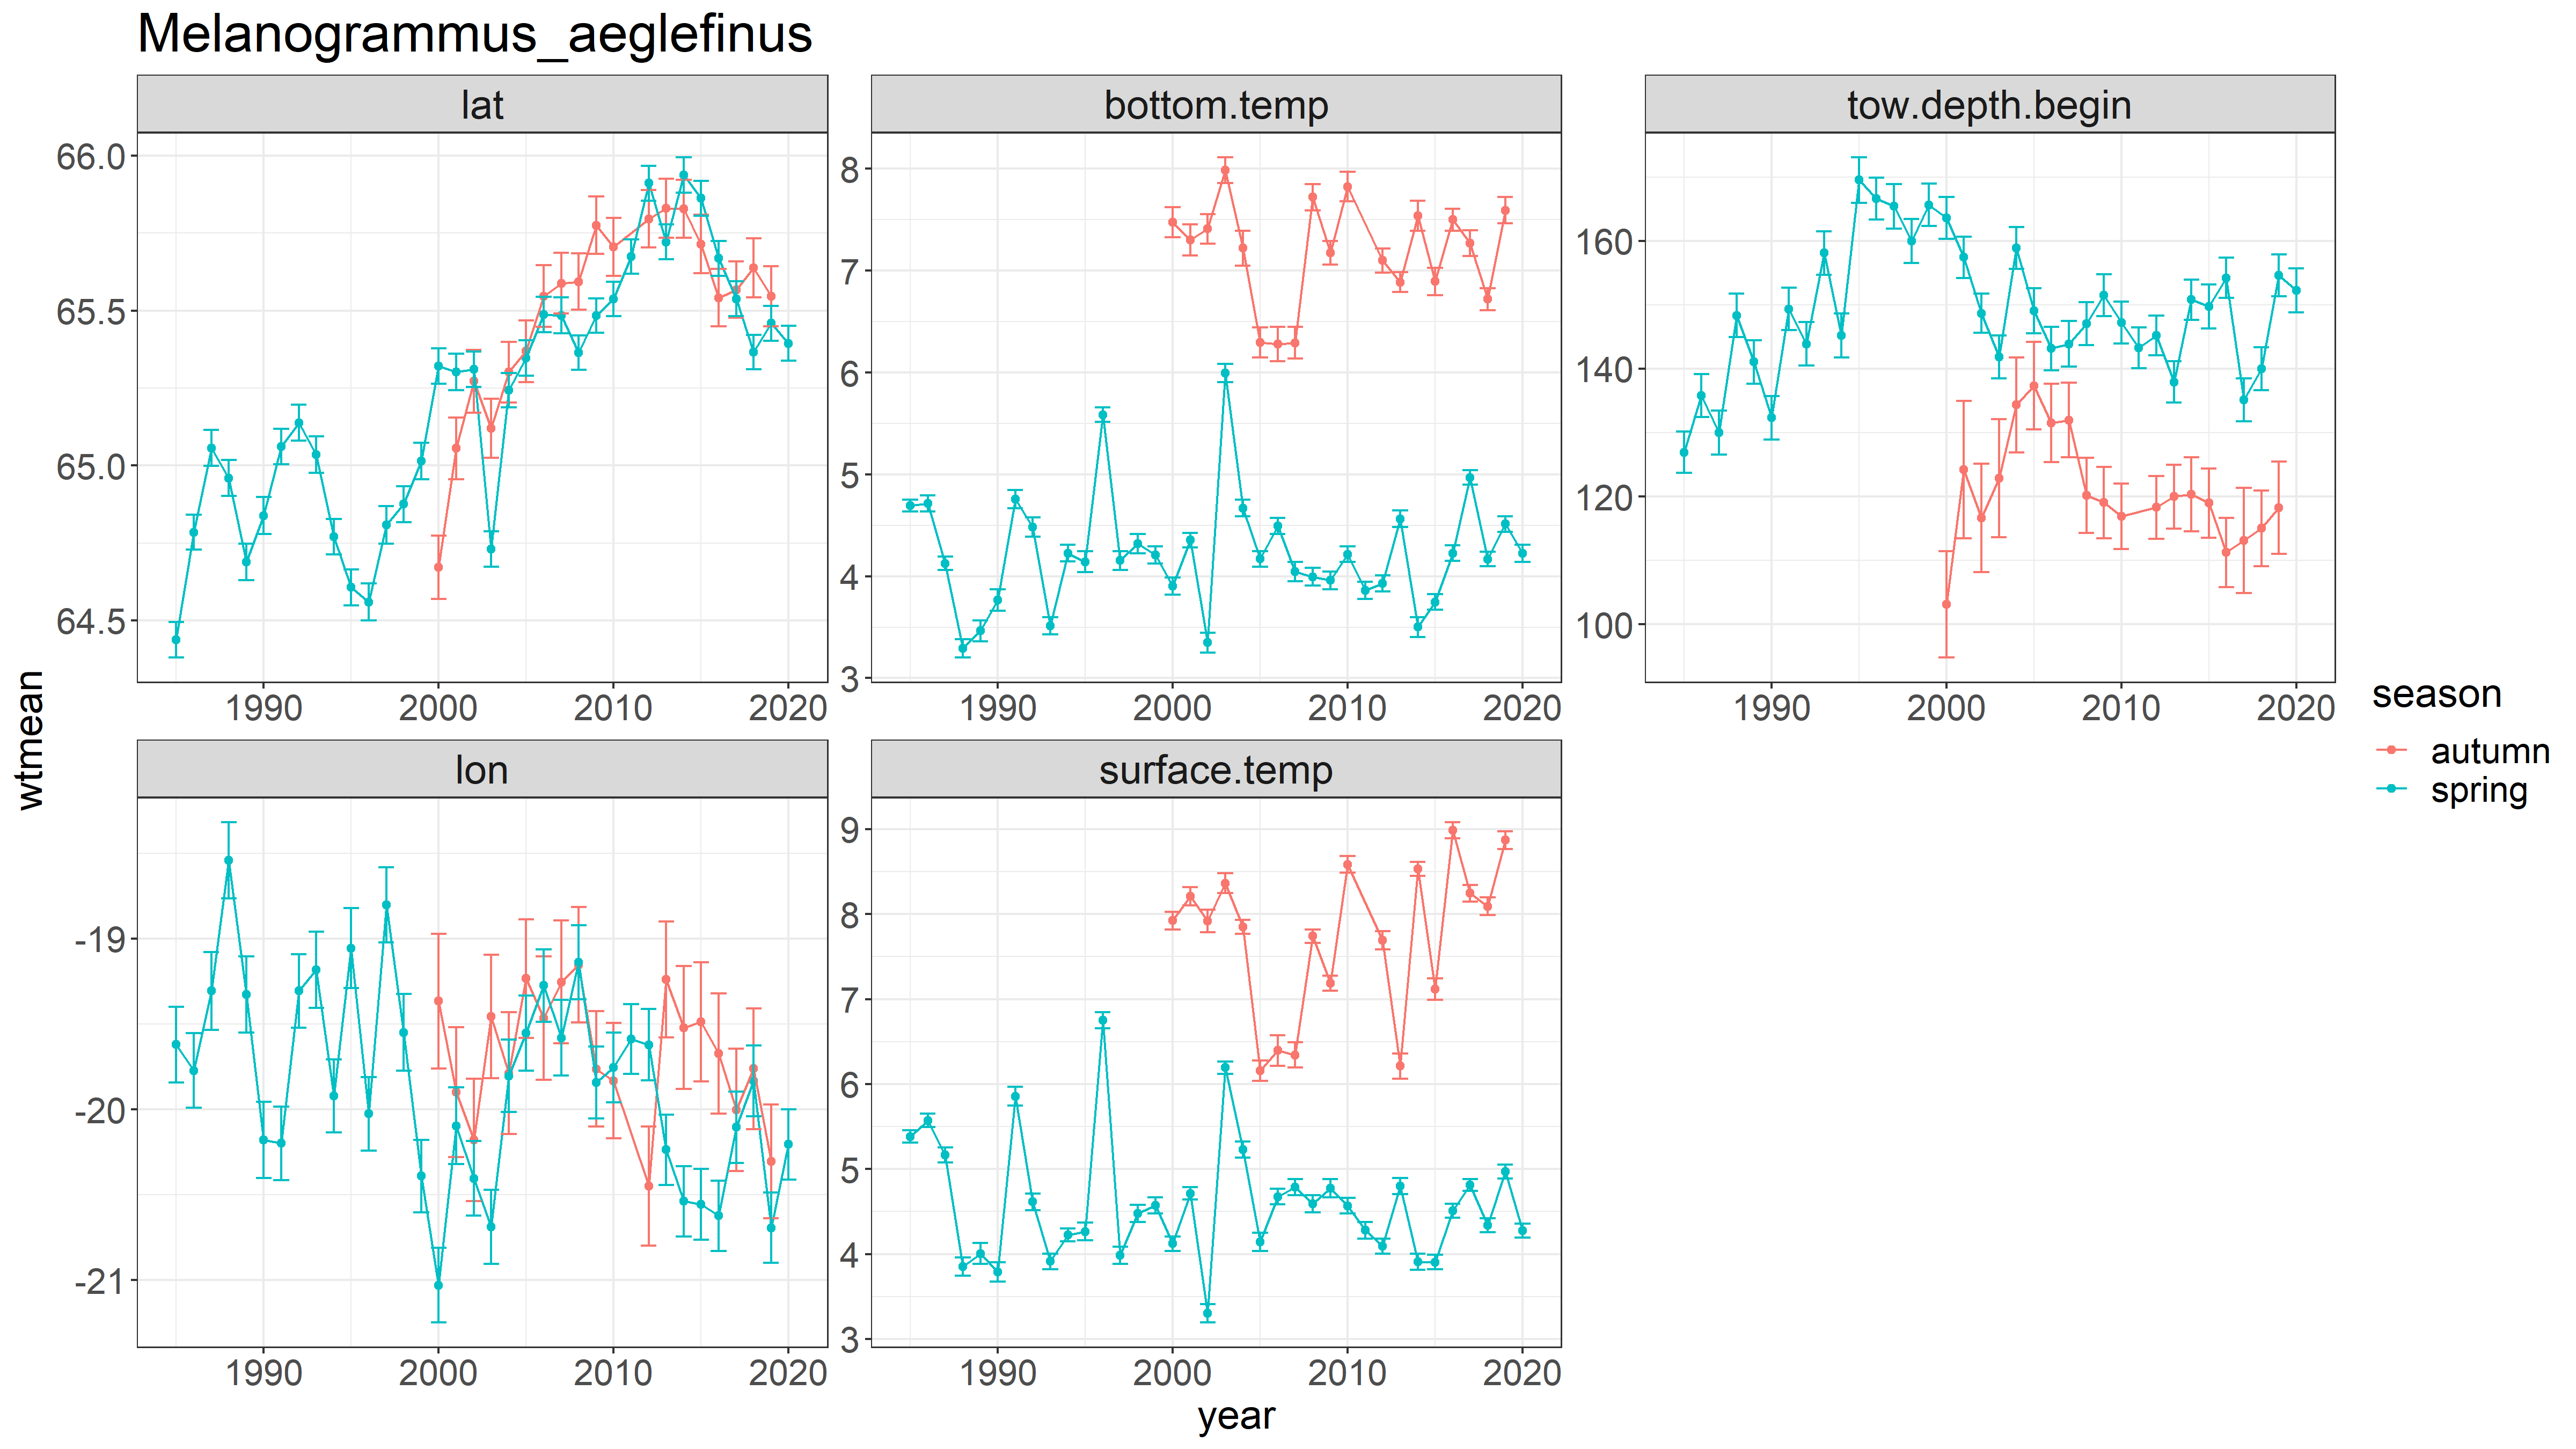 Melanogrammus_aeglefinus
lat
bottom.temp
tow.depth.begin
66.0
65.5
65.0
64.5
8
7
6
5
4
3
160
140
120
100
1990 2000 2010 2020
1990 2000 2010 2020
1990 2000 2010 2020
lon
surface.temp
-19
-20
-21
9
8
7
6
5
4
3
1990 2000 2010 2020
1990 2000 2010 2020
wtmean
year
season
autumn
spring